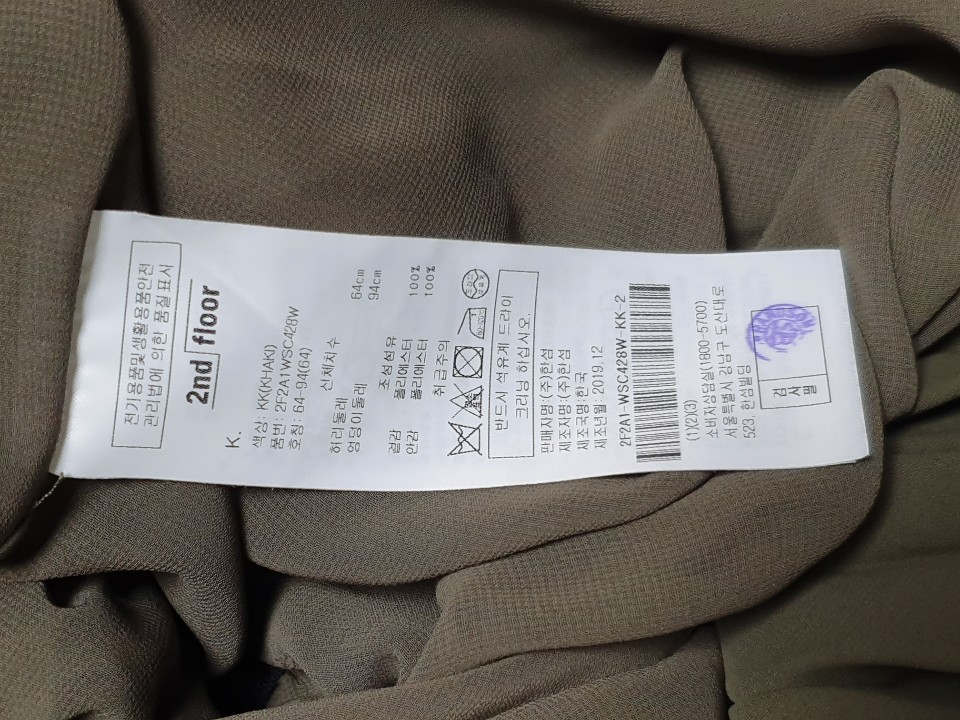 전기용품및생활용품안전
관리법에 의한 품질 표시
2nd floor
K.
색상: KK(KHAKI)
품번: 2F2A1WSC428W
호칭: 64-94(64)
신체치수
허리둘레 64cm
엉덩이둘레 94cm
조성섬유
겉감 폴리에스터 100%
안감 폴리에스터 100%
취급주의
반드시 석유계 드라이
크리닝 하십시오.
판매자명: (주)한섬
제조자명: (주)한섬
제조국명: 한국
제조년월: 2019.12
2F2A1-WSC428W-KK-2
(1)(2)(3)
소비자상담실(1800-5700)
서울특별시 강남구 도산대로
523. 한섬빌딩
검사필